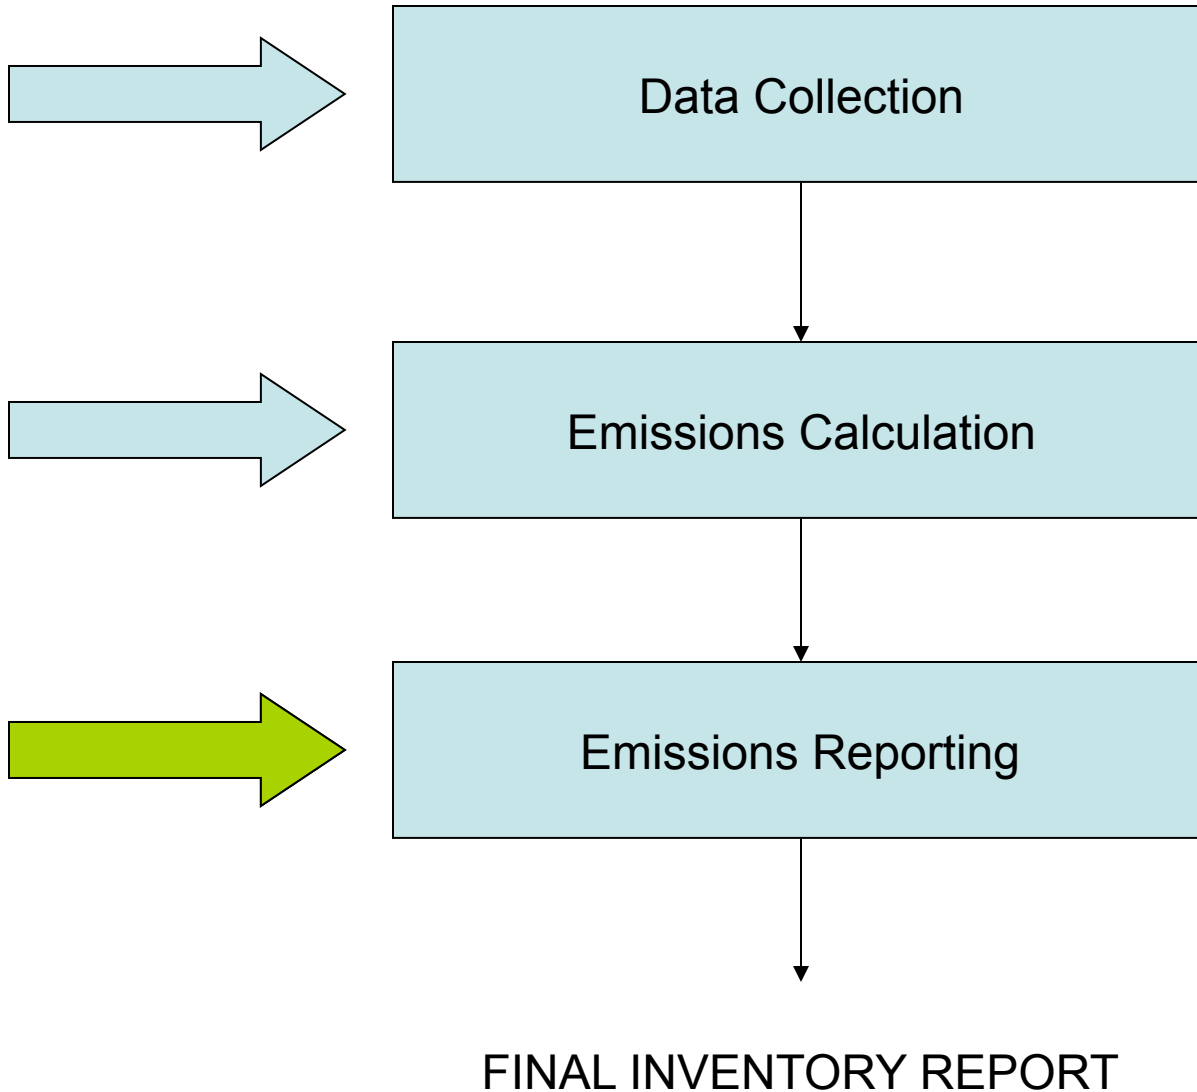 Data Collection
Emissions Calculation
Emissions Reporting
FINAL INVENTORY REPORT